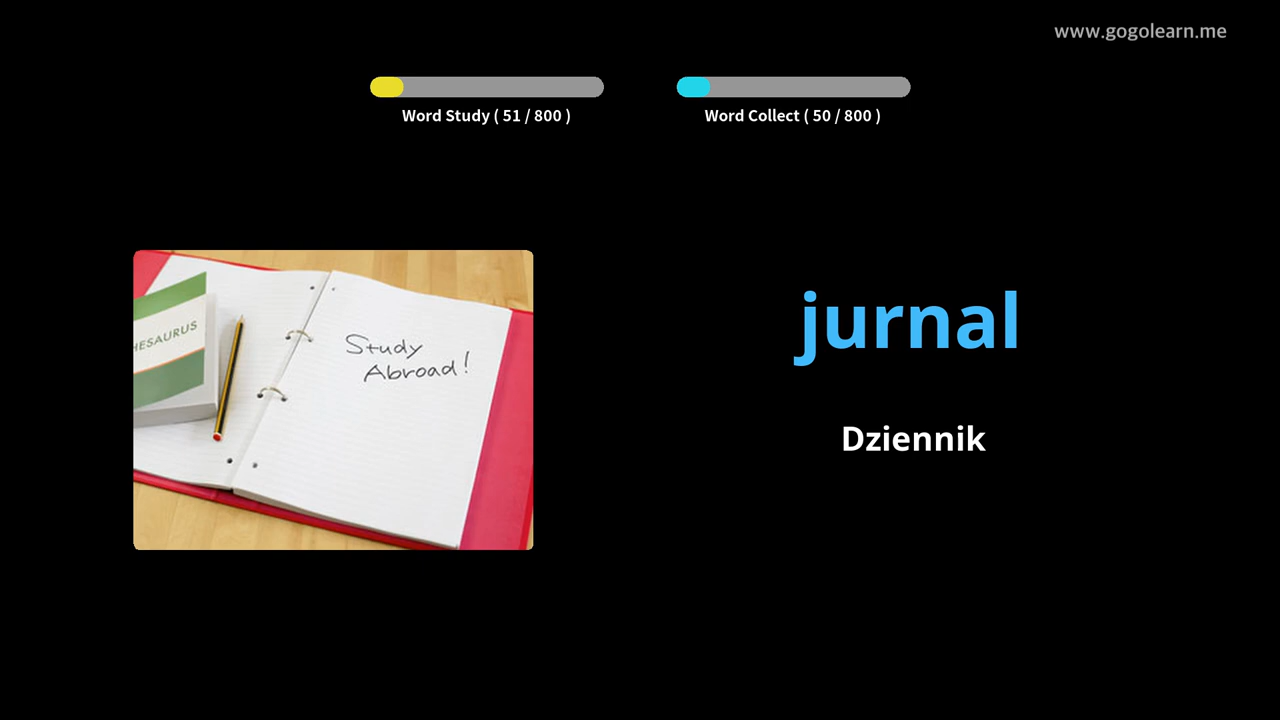 www.gogolearn.me
Word Study ( 51 / 800 )
Word Collect ( 50 / 800 )
HESAURUS
Study
Abroad!
jurnal
Dziennik